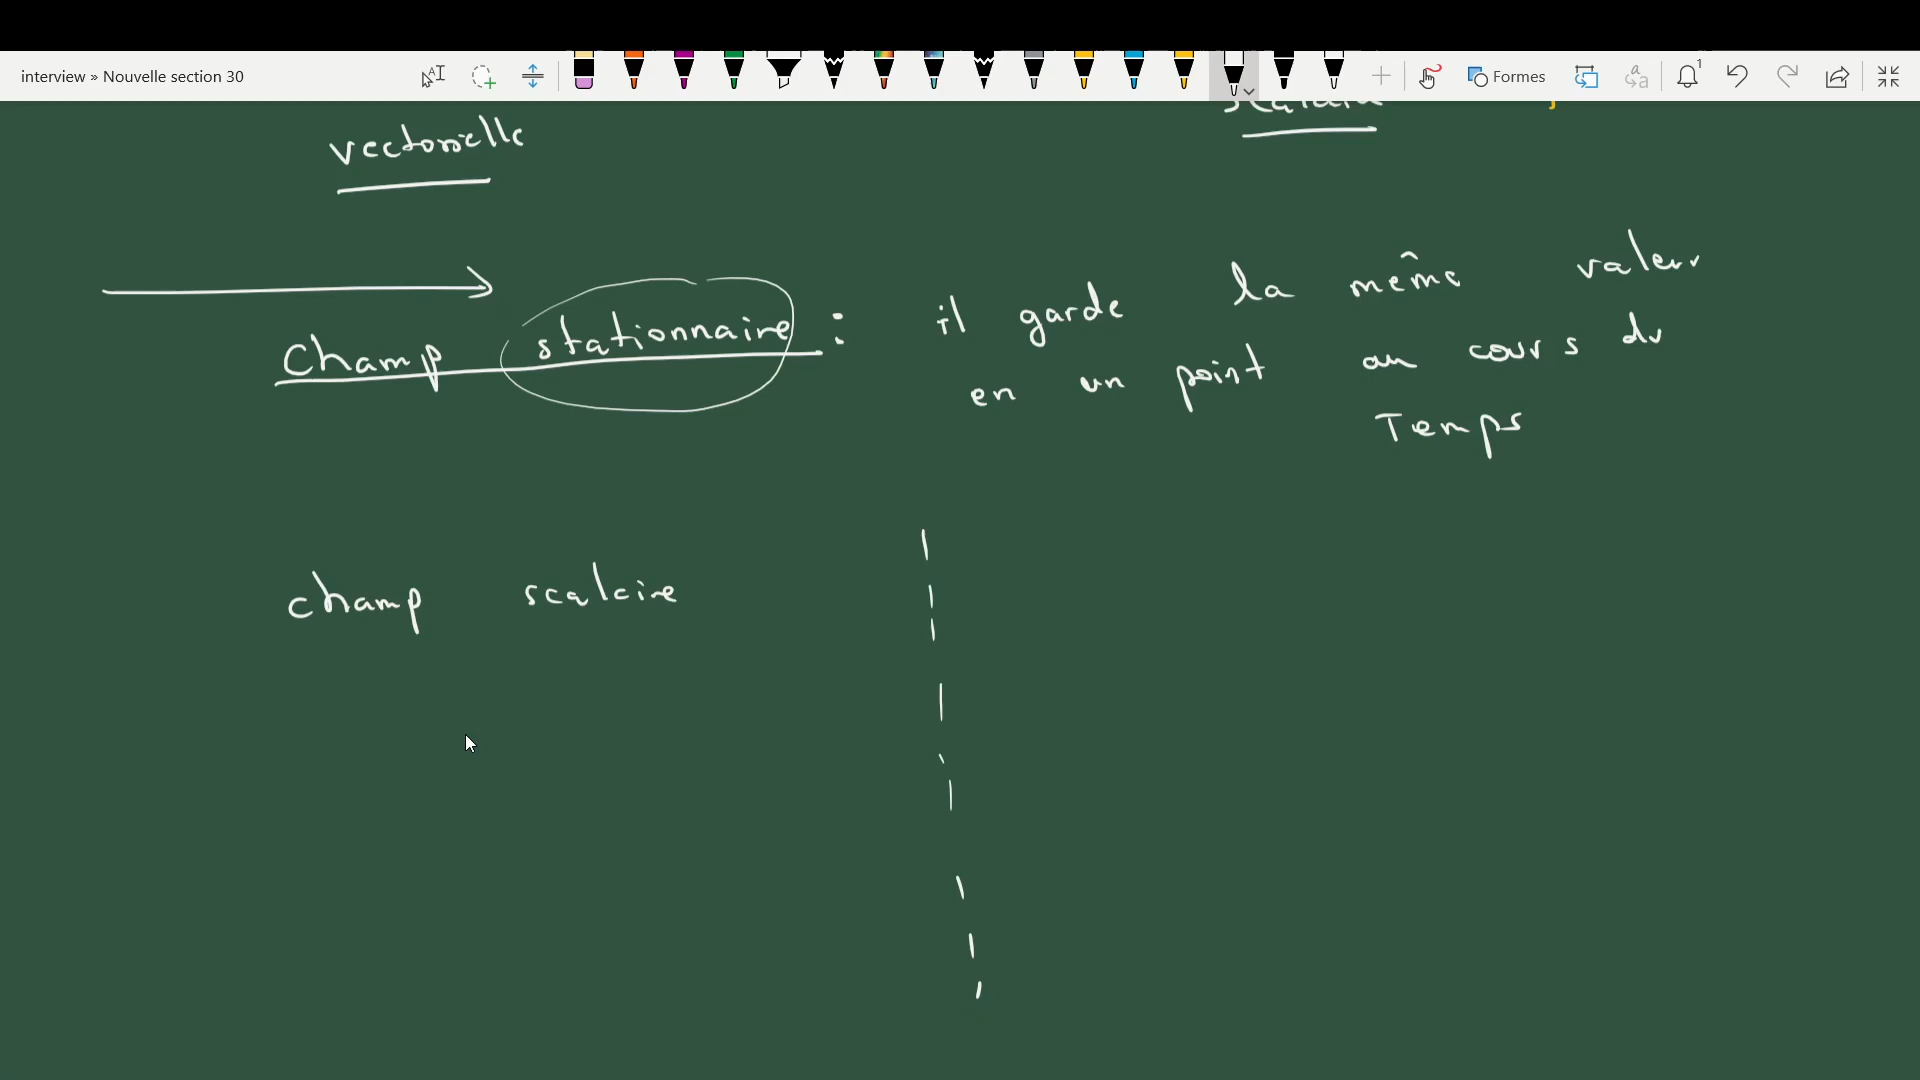 interview » Nouvelle section 30
Formes
1
vectorielle
Champ stationnaire : il garde la même valeur
en un point au cours du
Temps
champ scalaire